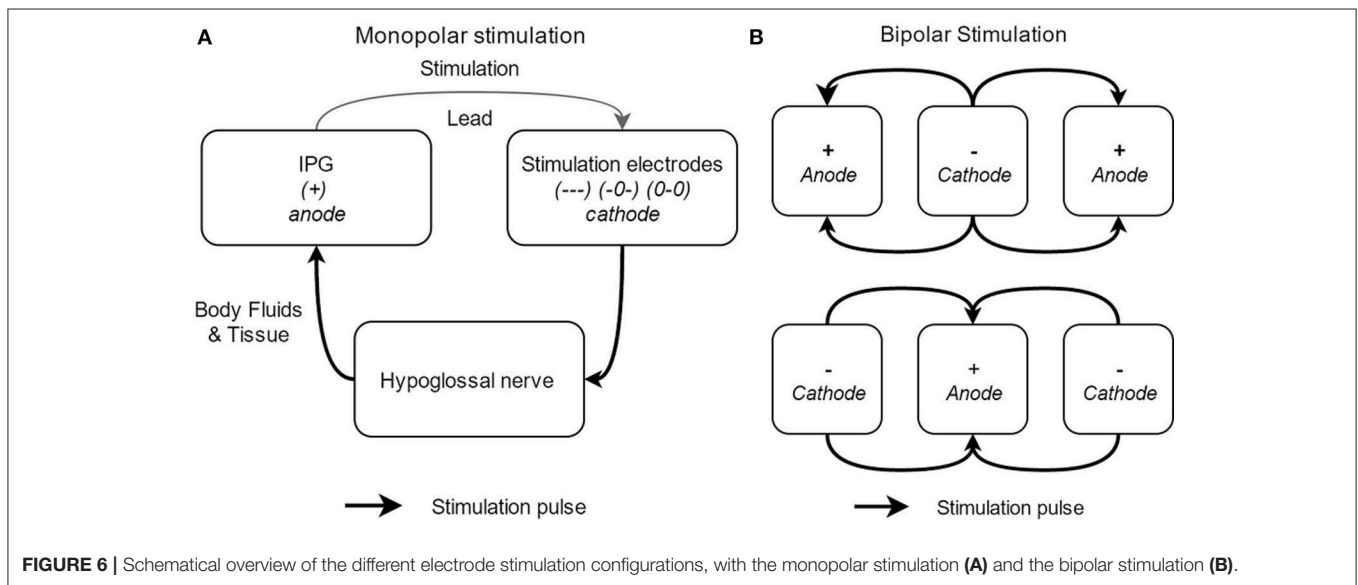 A
Monopolar stimulation
Stimulation
Lead
IPG
(+)
anode
Stimulation electrodes
(---) (-0-) (0-0)
cathode
Body Fluids
& Tissue
Hypoglossal nerve
Stimulation pulse
B
Bipolar Stimulation
+
Anode
-
Cathode
+
Anode
-
Cathode
+
Anode
-
Cathode
Stimulation pulse
FIGURE 6 | Schematical overview of the different electrode stimulation configurations, with the monopolar stimulation (A) and the bipolar stimulation (B).